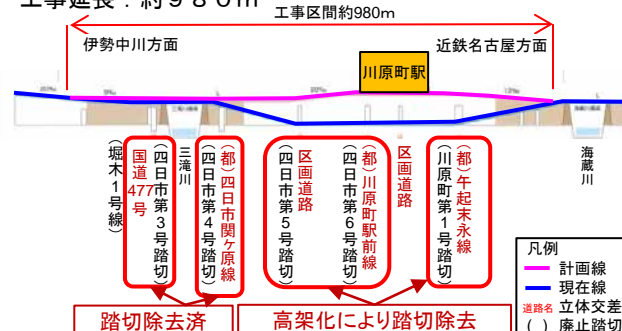 工事延長：約９８０ｍ
工事区間約980m
伊勢中川方面
近鉄名古屋方面
川原町駅
(堀木１号線)
国道
477
号
(四日市第３号踏切)
三滝川
(都)四日市関ヶ原線
(四日市第４号踏切)
区画道路
(四日市第５号踏切)
(都)川原町駅前線
(四日市第６号踏切)
区画道路
(都)午起末永線
(川原町第１号踏切)
海蔵川
踏切除去済
高架化により踏切除去
凡例
計画線
現在線
道路名 立体交差
( ) 廃止踏切